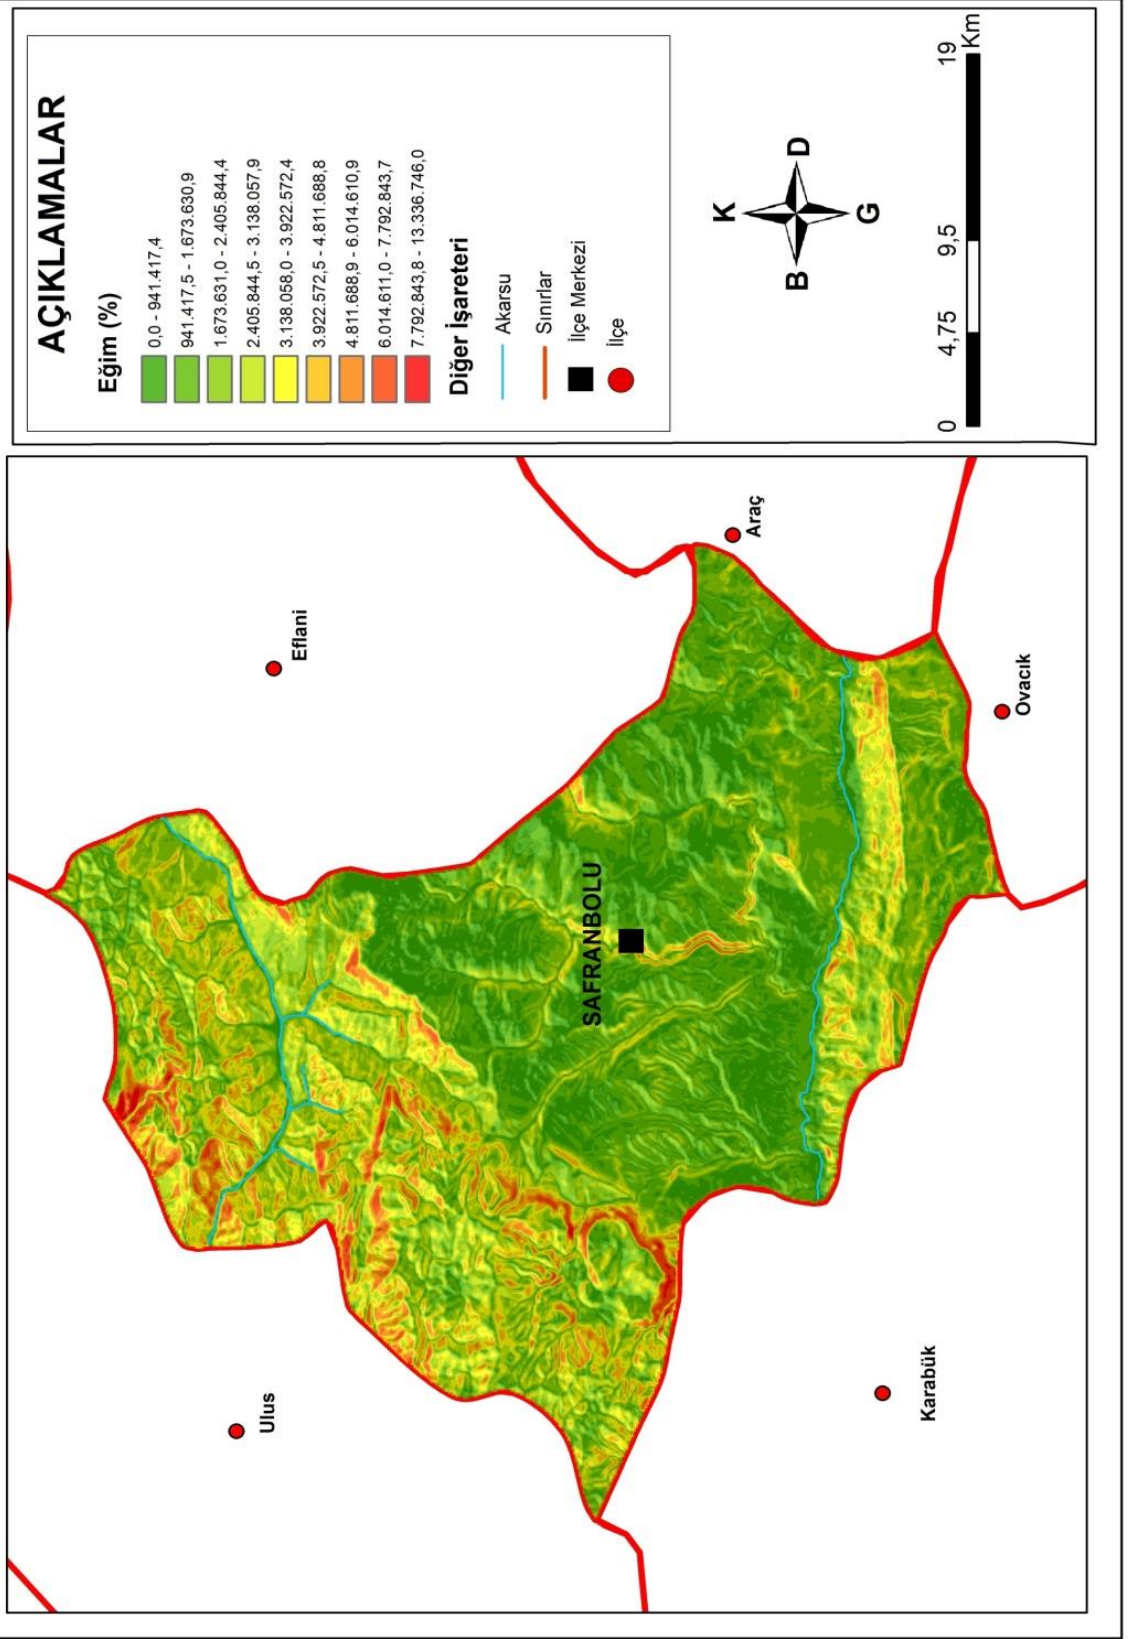 AÇIKLAMALAR
Eğim (%)
0,0 - 941.417,4
941.417,5 - 1.673.630,9
1.673.631,0 - 2.405.844,4
2.405.844,5 - 3.138.057,9
3.138.058,0 - 3.922.572,4
3.922.572,5 - 4.811.688,8
4.811.688,9 - 6.014.610,9
6.014.611,0 - 7.792.843,7
7.792.843,8 - 13.336.746,0
Diğer İşareteri
Akarsu
Sınırlar
İlçe Merkezi
İlçe
K
B
D
G
0
4,75
9,5
19
Km
Eflani
Ulus
Araç
SAFRANBOLU
Ovacık
Karabük